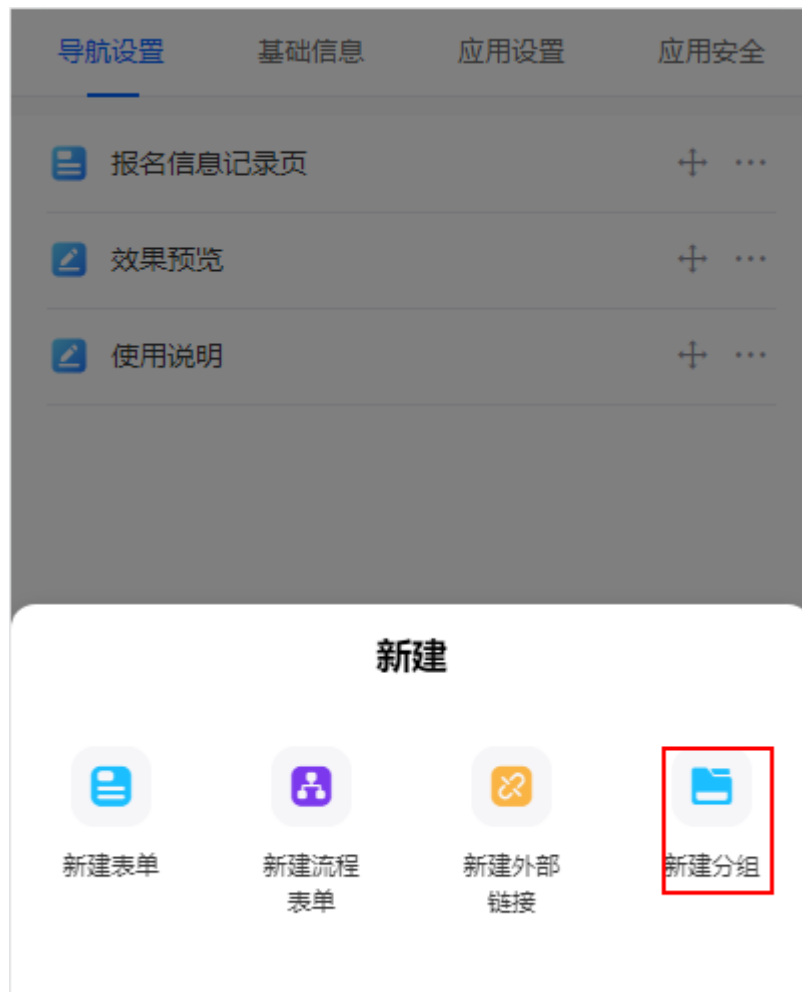 导航设置 基础信息 应用设置 应用安全
报名信息记录页
效果预览
使用说明
新建
新建表单 新建流程 新建外部 新建分组
表单 链接